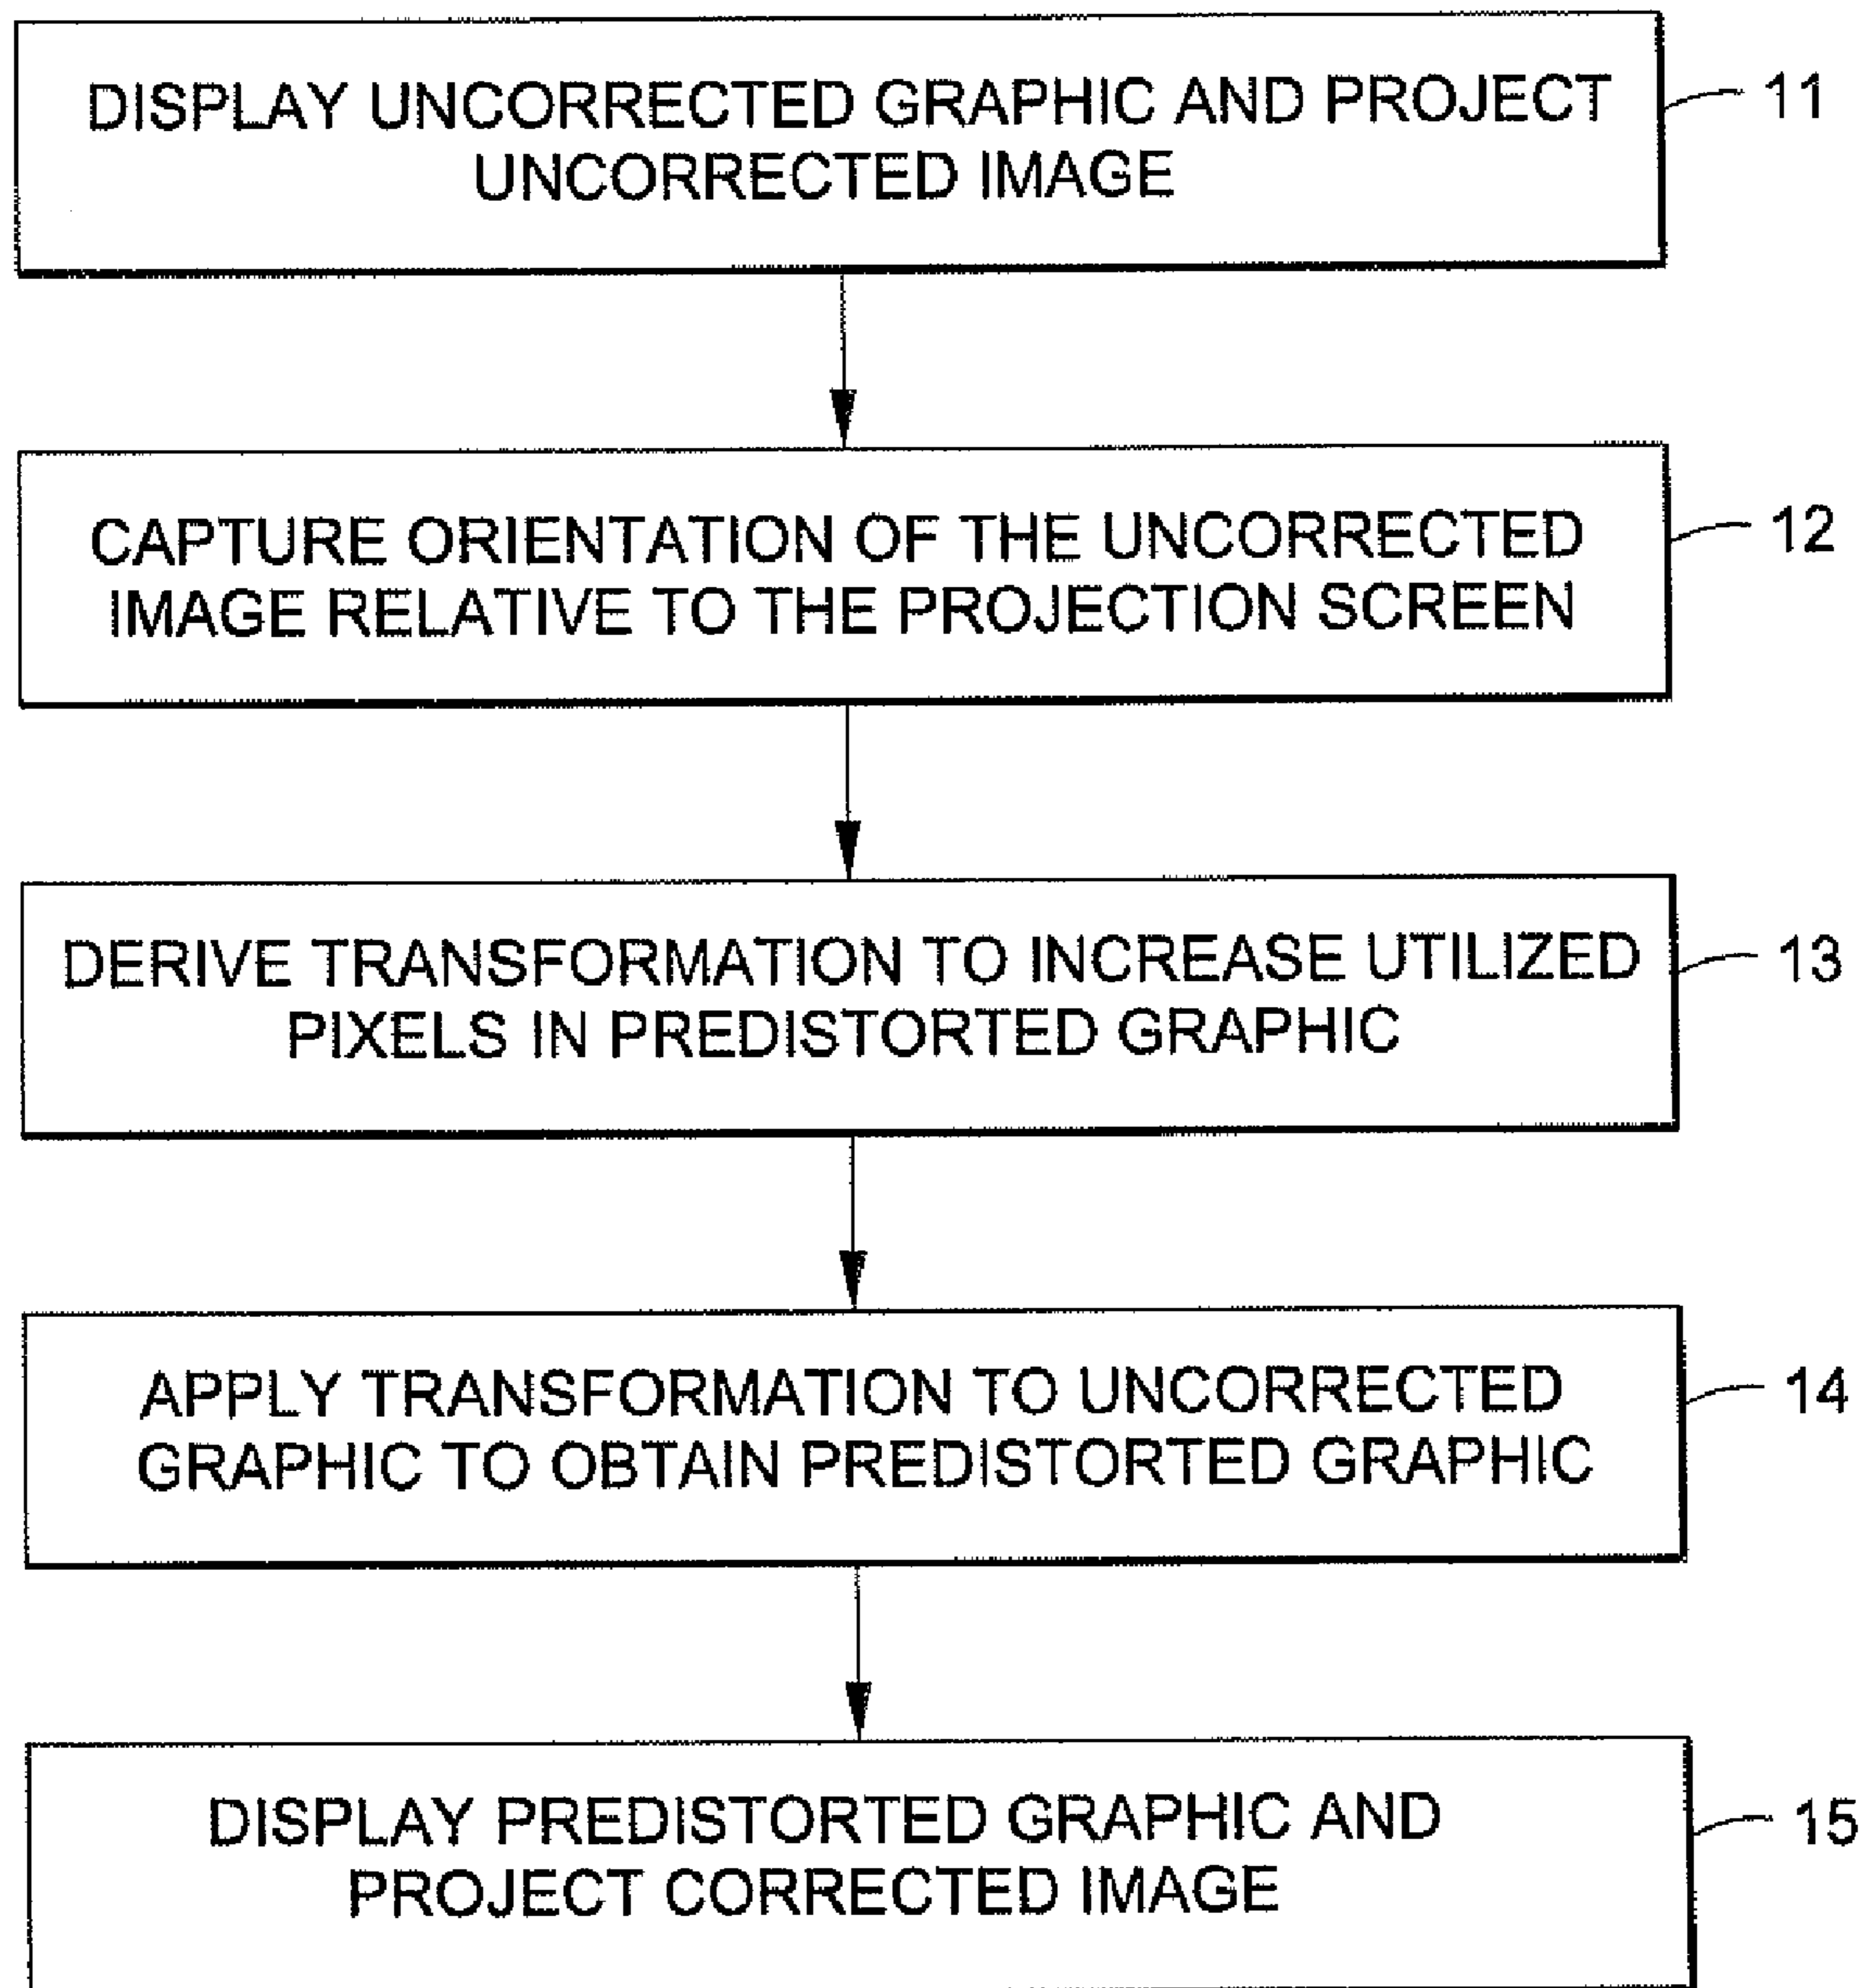 DISPLAY UNCORRECTED GRAPHIC AND PROJECT
UNCORRECTED IMAGE
11
CAPTURE ORIENTATION OF THE UNCORRECTED
IMAGE RELATIVE TO THE PROJECTION SCREEN
12
DERIVE TRANSFORMATION TO INCREASE UTILIZED
PIXELS IN PREDISTORTED GRAPHIC
13
APPLY TRANSFORMATION TO UNCORRECTED
GRAPHIC TO OBTAIN PREDISTORTED GRAPHIC
14
DISPLAY PREDISTORTED GRAPHIC AND
PROJECT CORRECTED IMAGE
15